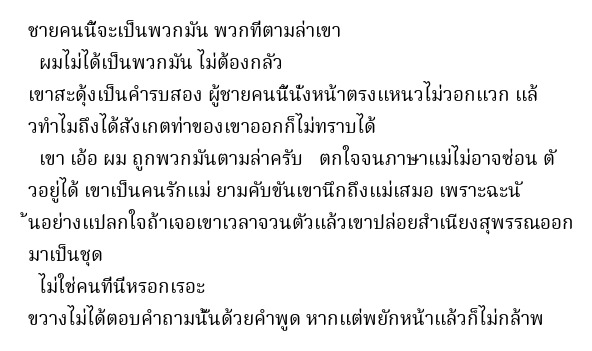 ชายคนนี้จะเป็นพวกมัน พวกที่ตามล่าเขา
ผมไม่ได้เป็นพวกมัน ไม่ต้องกลัว
เขาสะดุ้งเป็นคำรบสอง ผู้ชายคนนี้นั่งหน้าตรงแหนวไม่วอกแวก แล้
วทำไมถึงได้สังเกตท่าของเขาออกก็ไม่ทราบได้
เขา เอ้อ ผม ถูกพวกมันตามล่าครับ ตกใจจนภาษาแม่ไม่อาจซ่อน ตั
วอยู่ได้ เขาเป็นคนรักแม่ ยามคับขันเขานึกถึงแม่เสมอ เพราะฉะนั
้นอย่างแปลกใจถ้าเจอเขาเวลาจวนตัวแล้วเขาปล่อยสำเนียงสุพรรณออก
มาเป็นชุด
ไม่ใช่คนที่นี่หรอกเรอะ
ขวางไม่ได้ตอบคำถามนั้นด้วยคำพูด หากแต่พยักหน้าแล้วก็ไม่กล้าพ